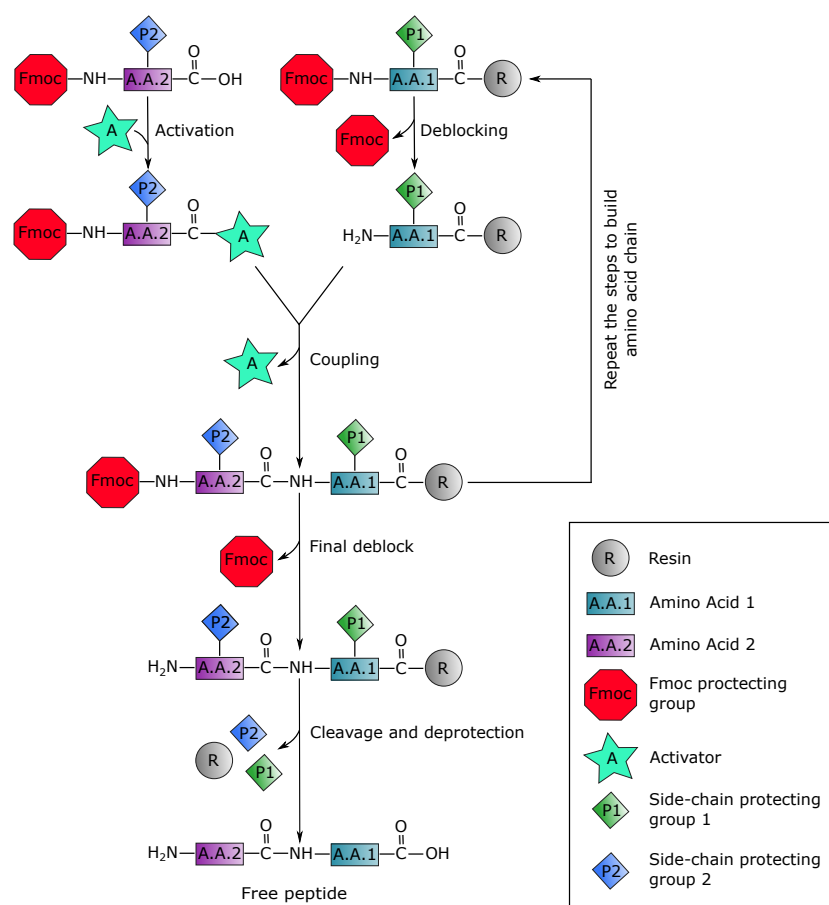 P2
P1
Fmoc NH A.A.2 C O OH
Fmoc NH A.A.1 C O R
A Activation
Fmoc Deblocking
P2
P1
Fmoc NH A.A.2 C O A
H₂N A.A.1 C O R
Repeat the steps to build
amino acid chain
A Coupling
P2 P1
Fmoc NH A.A.2 C O NH A.A.1 C O R
Fmoc Final deblock
P2 P1
H₂N A.A.2 C O NH A.A.1 C O R
Cleavage and deprotection
P2
R P1
H₂N A.A.2 C O NH A.A.1 C O OH
Free peptide
R Resin
A.A.1 Amino Acid 1
A.A.2 Amino Acid 2
Fmoc Fmoc proctecting
group
A Activator
P1 Side-chain protecting
group 1
P2 Side-chain protecting
group 2